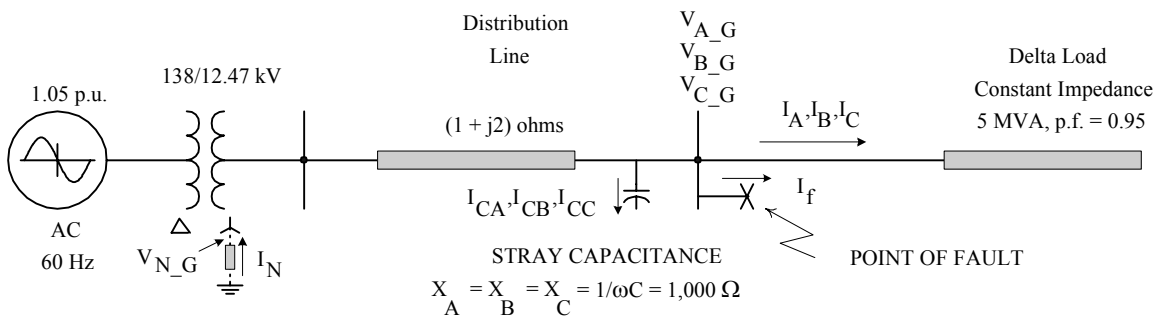 Distribution
Line
V_A_G
V_B_G
V_C_G
Delta Load
Constant Impedance
5 MVA, p.f. = 0.95
138/12.47 kV
1.05 p.u.
(1 + j2) ohms
I_A,I_B,I_C
I_CA,I_CB,I_CC
I_f
AC
60 Hz
V_N_G
I_N
STRAY CAPACITANCE
X_A = X_B = X_C = 1/ωC = 1,000 Ω
POINT OF FAULT